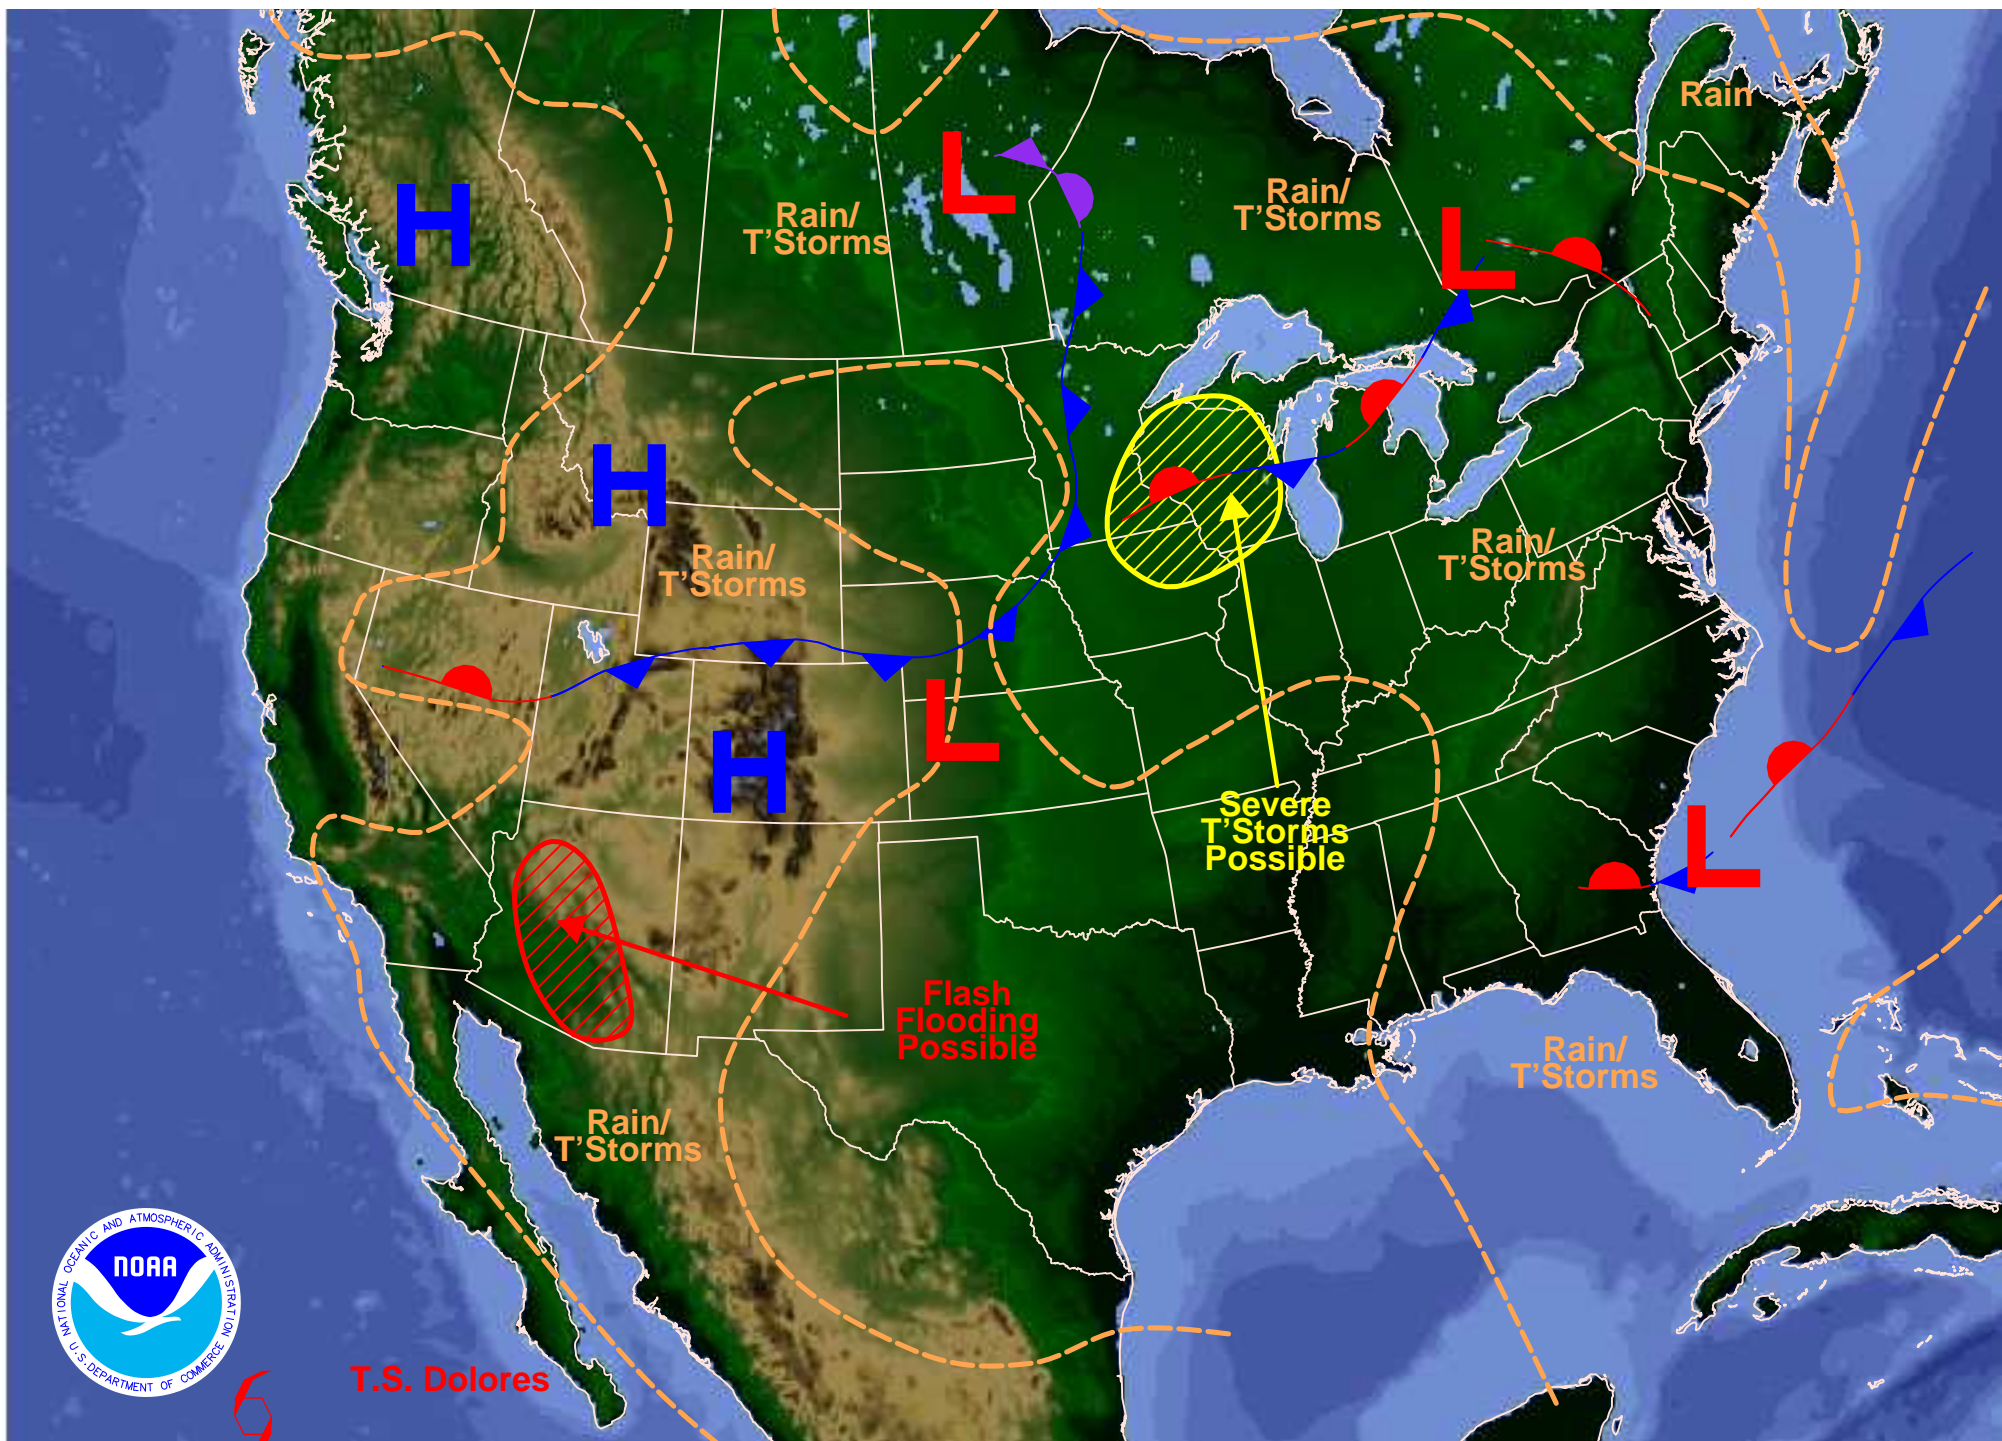 Rain
H
L
Rain/
T'Storms
Rain/
T'Storms
L
H
Rain/
T'Storms
Rain/
T'Storms
L
H
Severe
T'Storms
Possible
L
Flash
Flooding
Possible
Rain/
T'Storms
Rain/
T'Storms
NATIONAL OCEANIC AND ATMOSPHERIC ADMINISTRATION
NOAA
U.S. DEPARTMENT OF COMMERCE
T.S. Dolores